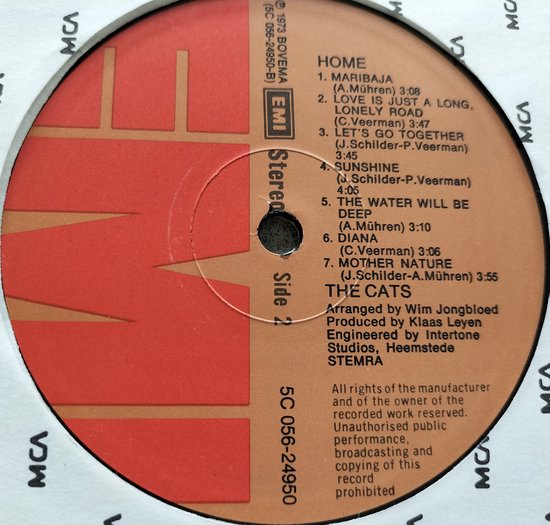 ℗ 1973 BOVEMA
(5C 056-24950-B)
EMI
Stereo
Side 2
5C 056-24950
HOME
1. MARIBAJA
(A.Mühren) 3:08
2. LOVE IS JUST A LONG,
LONELY ROAD
(C.Veerman) 3:47
3. LET'S GO TOGETHER
(J.Schilder-P.Veerman)
3:45
4. SUNSHINE
(J.Schilder-P.Veerman)
4:05
5. THE WATER WILL BE
DEEP
(A.Mühren) 3:10
6. DIANA
(C.Veerman) 3:06
7. MOTHER NATURE
(J.Schilder-A.Mühren) 3:55
THE CATS
Arranged by Wim Jongbloed
Produced by Klaas Leyen
Engineered by Intertone
Studios, Heemstede
STEMRA
All rights of the manufacturer
and of the owner of the
recorded work reserved.
Unauthorised public
performance,
broadcasting and
copying of this
record
prohibited
MCA
MCA
MCA
MCA
MCA
MCA
MCA
MCA